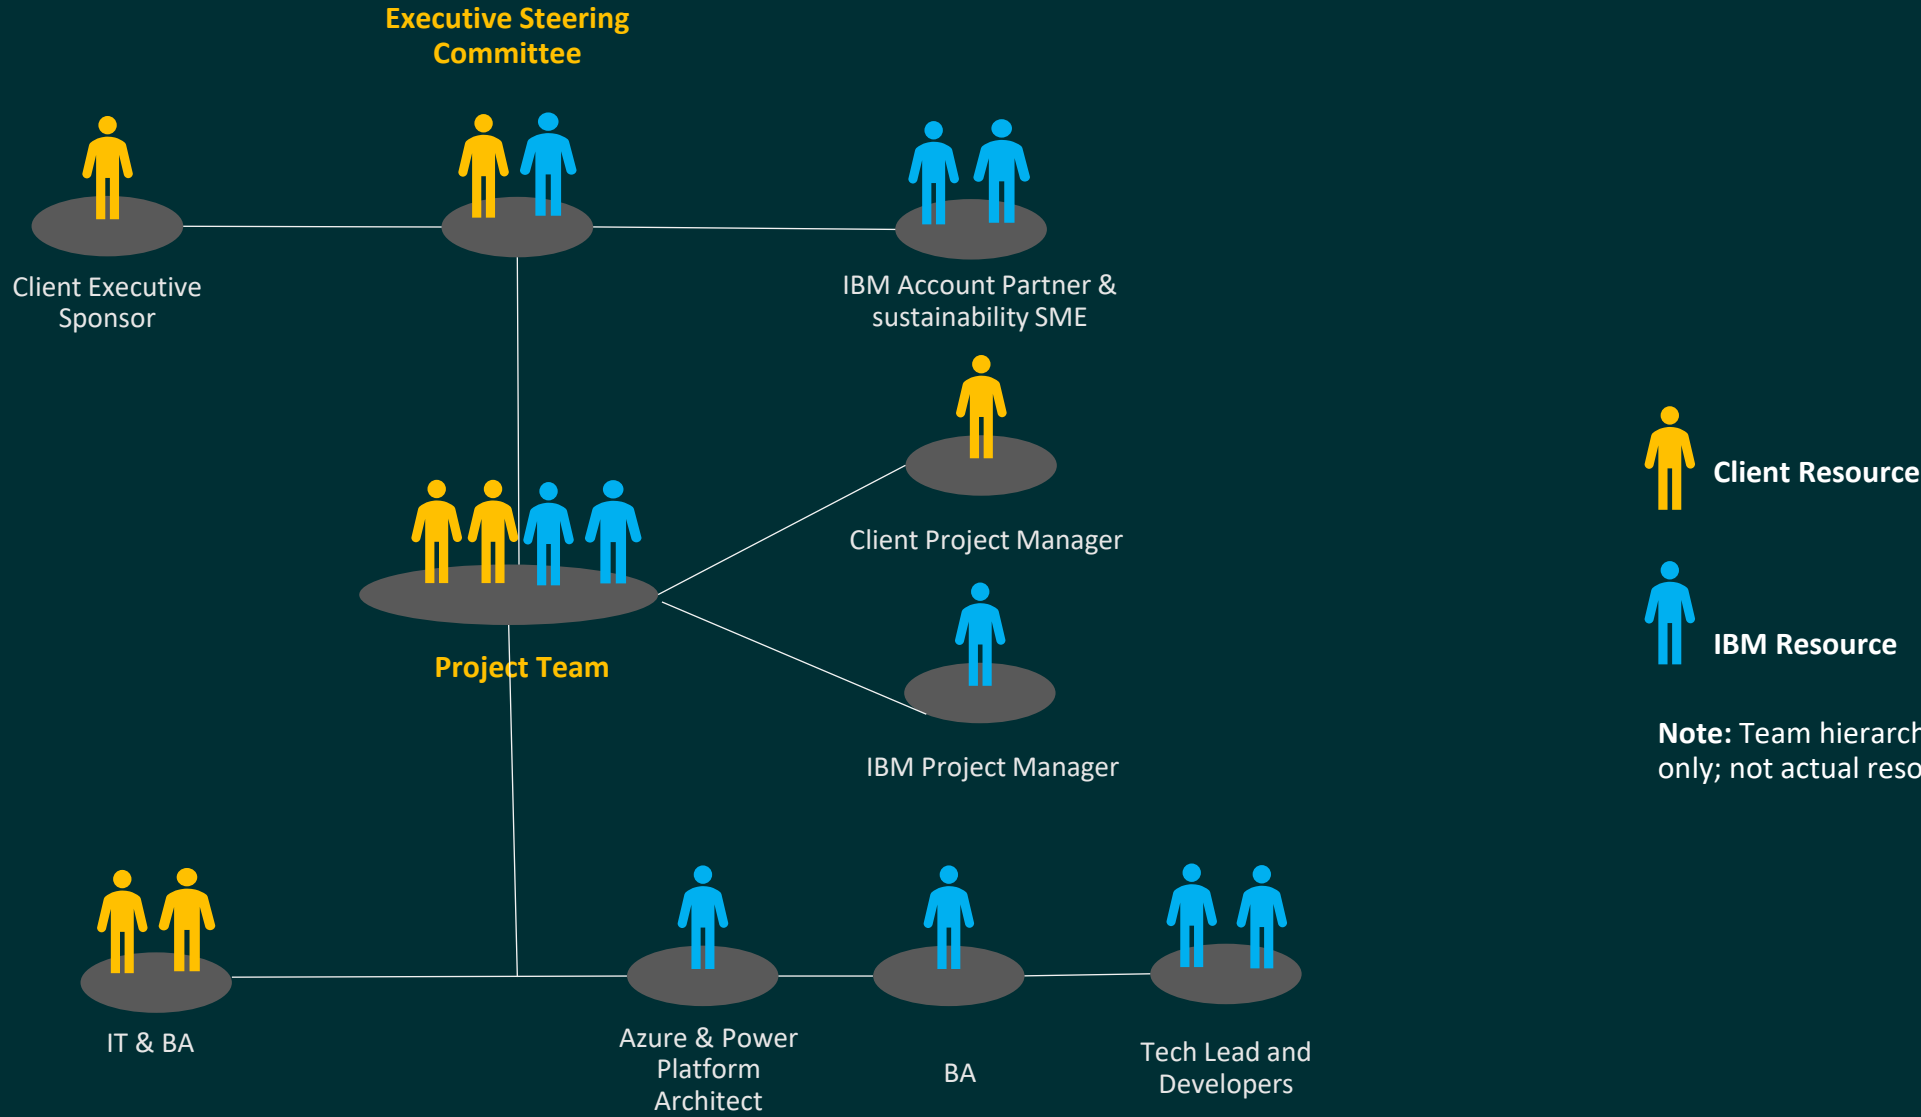 Executive Steering
Committee
Client Executive
Sponsor
IBM Account Partner &
sustainability SME
Client Project Manager
Client Resource
IBM Resource
Project Team
IBM Project Manager
Note: Team hierarch
only; not actual reso
IT & BA
Azure & Power
Platform
Architect
BA
Tech Lead and
Developers